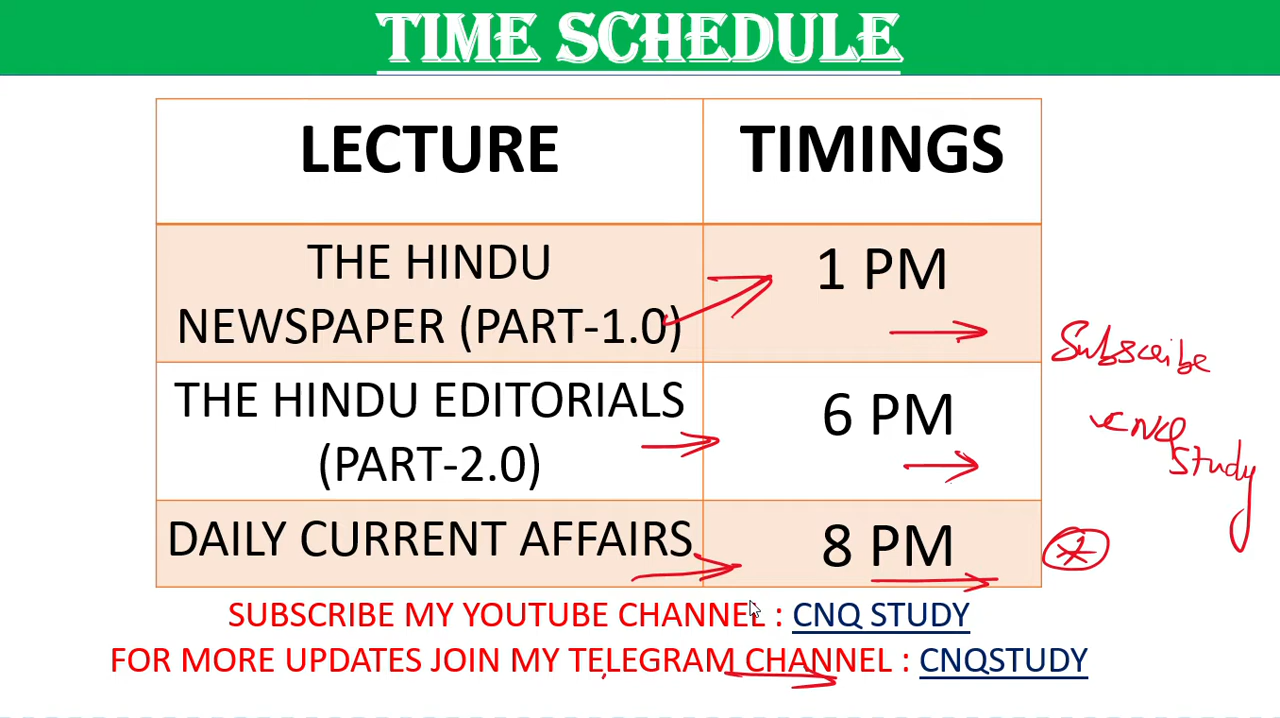 TIME SCHEDULE
LECTURE TIMINGS
THE HINDU
NEWSPAPER (PART-1.0)
1 PM
THE HINDU EDITORIALS
(PART-2.0)
6 PM
DAILY CURRENT AFFAIRS
8 PM
Subscribe
CNQ
Study
SUBSCRIBE MY YOUTUBE CHANNEL : CNQ STUDY
FOR MORE UPDATES JOIN MY TELEGRAM CHANNEL : CNQSTUDY